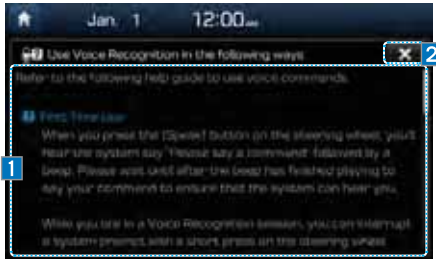 Jan. 1 12:00am
Use Voice Recognition in the following ways
2
Refer to the following help guide to use voice commands.
First Time Use
When you press the [Speak] button on the steering wheel, you'll
hear the system say "Please say a command" followed by a
1
beep. Please wait until after the beep has finished playing to
say your command to ensure that the system can hear you.
While you are in a Voice Recognition session, you can interrupt
a system prompt with a short press on the steering wheel